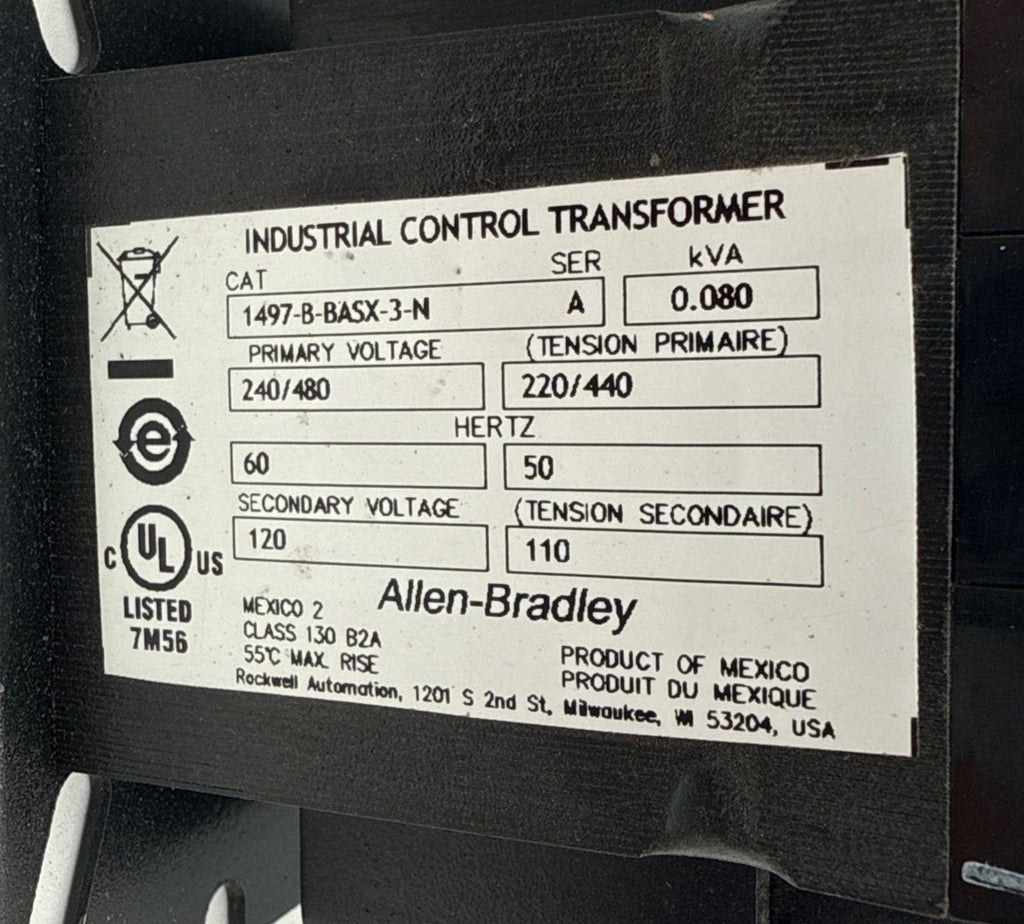 INDUSTRIAL CONTROL TRANSFORMER
CAT SER kVA
1497-B-BASX-3-N A 0.080
PRIMARY VOLTAGE (TENSION PRIMAIRE)
240/480 220/440
HERTZ
60 50
SECONDARY VOLTAGE (TENSION SECONDAIRE)
120 110
e
C UL US
LISTED
7M56
Allen-Bradley
MEXICO 2
CLASS 130 B2A
55°C MAX. RISE
PRODUCT OF MEXICO
PRODUIT DU MEXIQUE
Rockwell Automation, 1201 S 2nd St, Milwaukee, WI 53204, USA